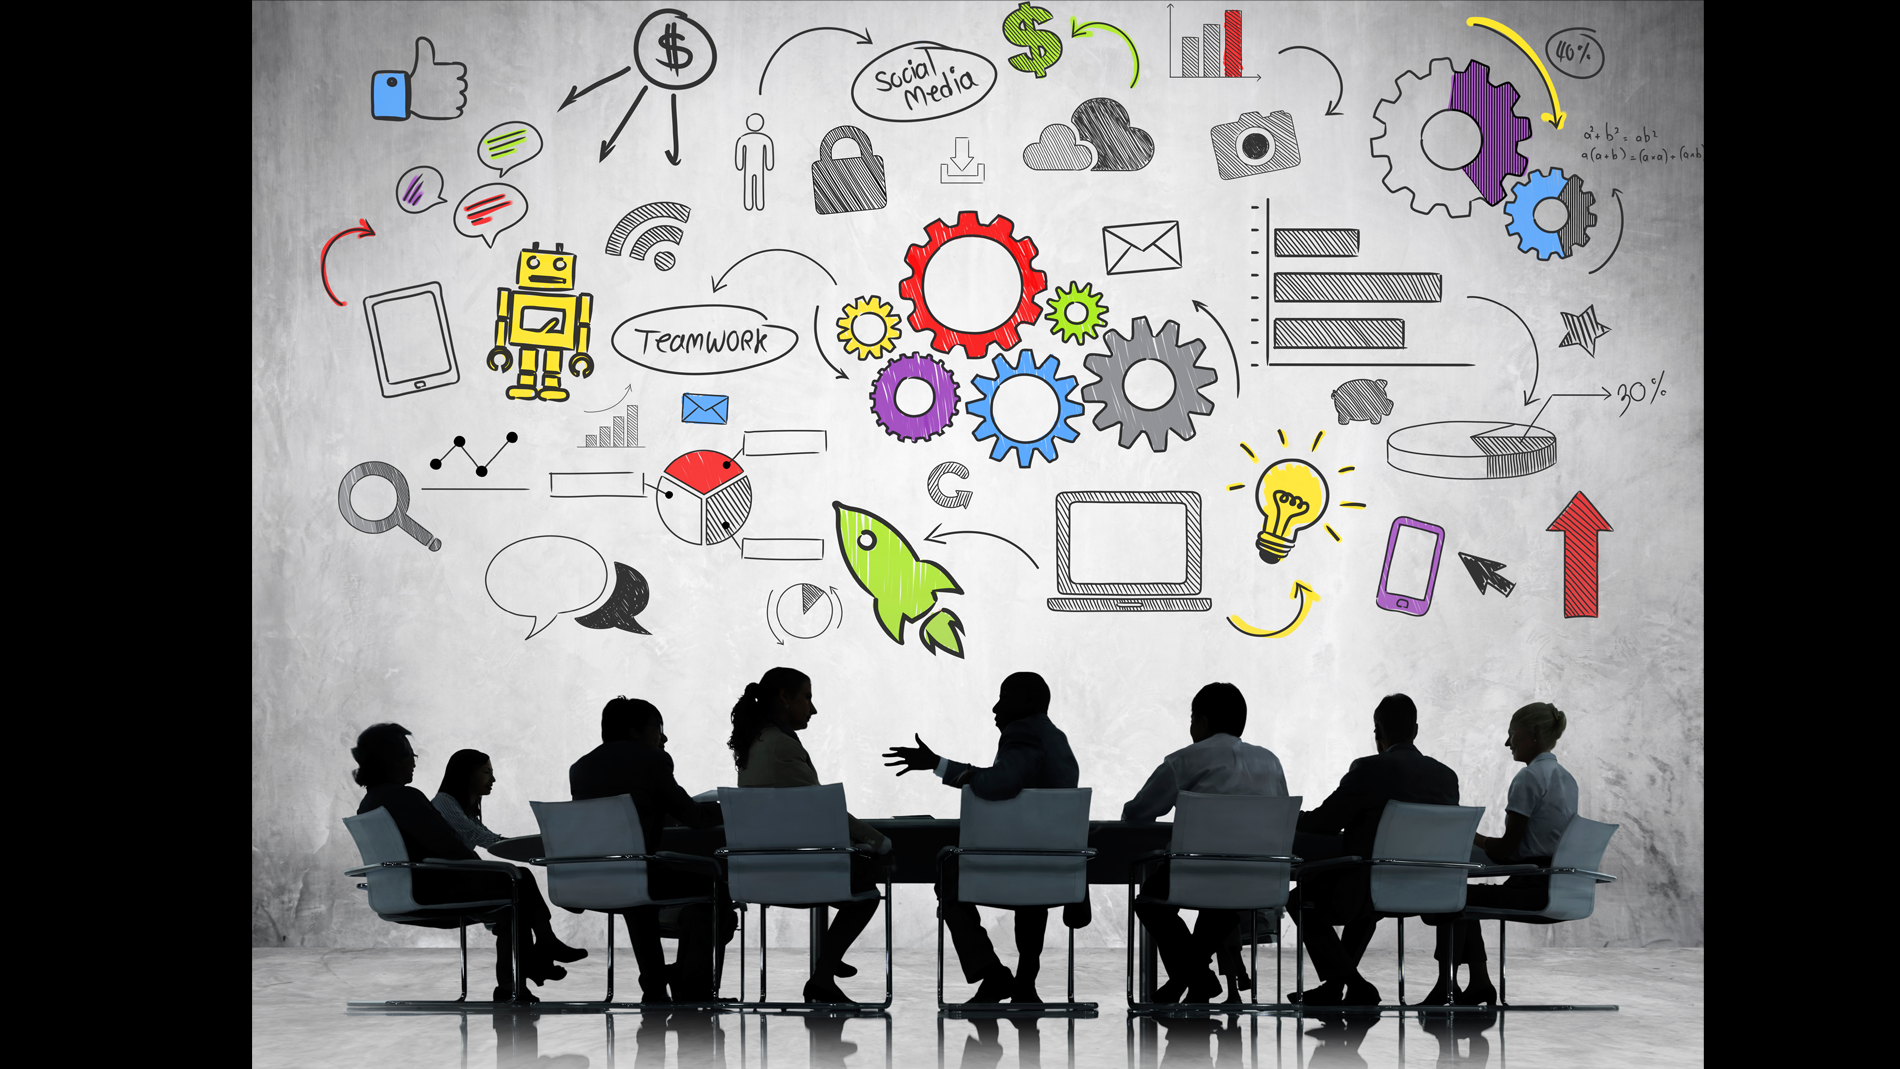 $
Social
Media
$
40%
a² + b² = ab²
a(a+b) = (a×a) + (a×b
Teamwork
30%